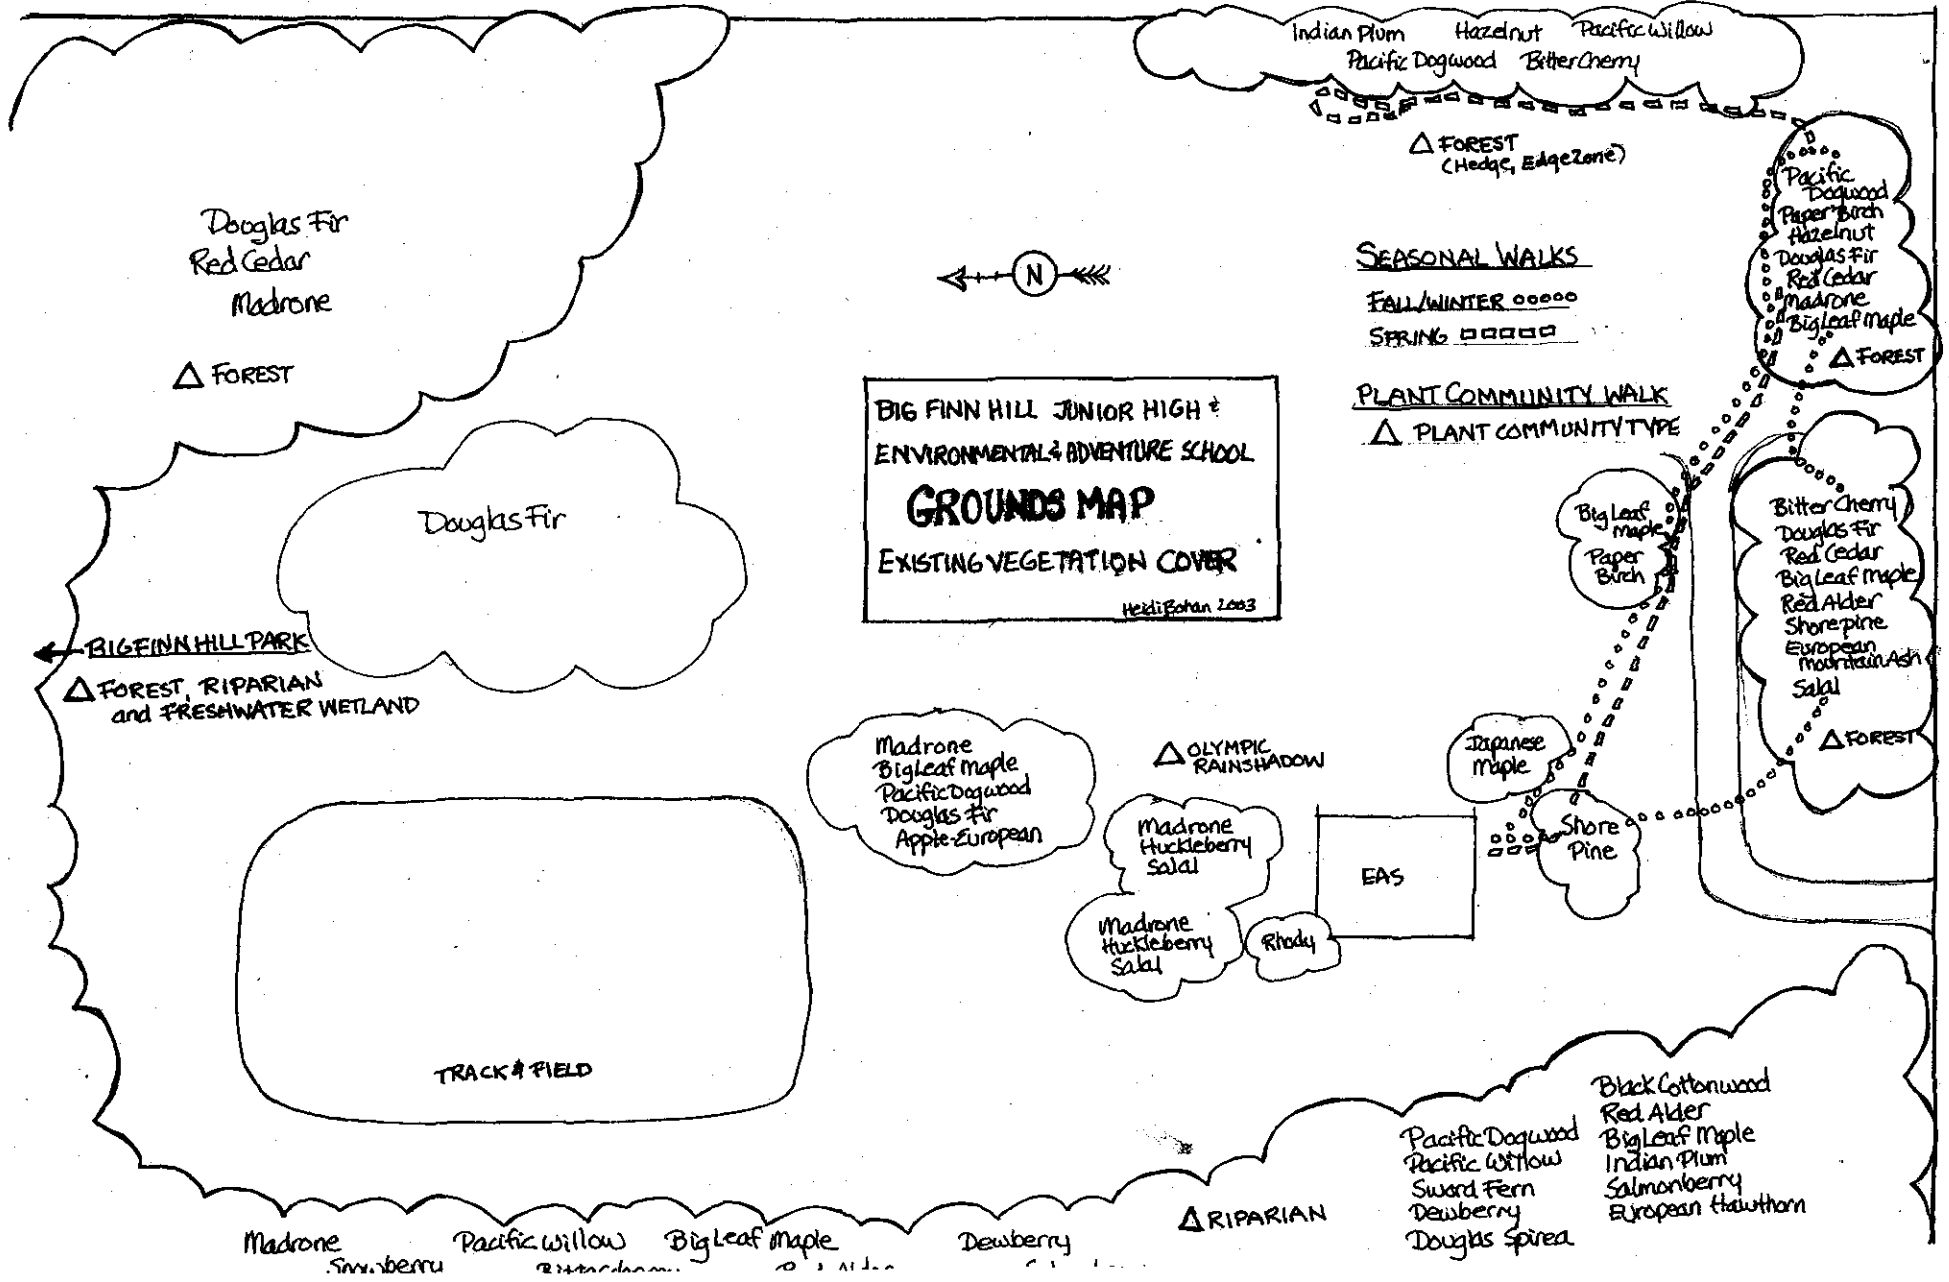 Indian Plum Hazelnut Pacific Willow
Pacific Dogwood Bitter Cherry
△ FOREST
(Hedge, Edge Zone)
Pacific
Dogwood
Paper Birch
Hazelnut
Douglas Fir
Red Cedar
Madrone
Big Leaf Maple
△ FOREST
Douglas Fir
Red Cedar
Madrone
△ FOREST
N
SEASONAL WALKS
FALL/WINTER
SPRING
PLANT COMMUNITY WALK
△ PLANT COMMUNITY TYPE
BIG FINN HILL JUNIOR HIGH &
ENVIRONMENTAL & ADVENTURE SCHOOL
GROUNDS MAP
EXISTING VEGETATION COVER
Heidi Bohan 2003
Douglas Fir
BIG FINN HILL PARK
△ FOREST, RIPARIAN
and FRESHWATER WETLAND
Big Leaf
Maple
Paper
Birch
Bitter Cherry
Douglas Fir
Red Cedar
Big Leaf Maple
Red Alder
Shore pine
European
Mountain Ash
Salal
△ FOREST
Madrone
Big Leaf Maple
Pacific Dogwood
Douglas Fir
Apple-European
△ OLYMPIC
RAINSHADOW
Japanese
Maple
Madrone
Huckleberry
Salal
EAS
Shore
Pine
Madrone
Huckleberry
Salal
Rhody
TRACK & FIELD
Black Cottonwood
Red Alder
Big Leaf Maple
Indian Plum
Salmonberry
European Hawthorn
Pacific Dogwood
Pacific Willow
Sword Fern
Dewberry
Douglas Spirea
△ RIPARIAN
Madrone Pacific Willow Big Leaf Maple Dewberry
Snowberry Bittercherry Red Alder